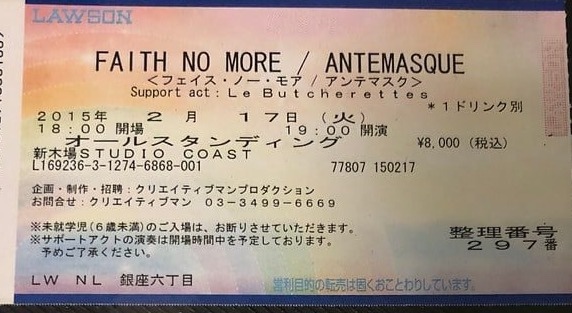 LAWSON
FAITH NO MORE / ANTEMASQUE
＜フェイス・ノー・モア / アンテマスク＞
Support act : Le Butcherettes
*１ドリンク別
２０１５年 ２月 １７日（火）
１８：００ 開場 １９：００ 開演
オールスタンディング ¥8,000（税込）
新木場STUDIO COAST
L169236-3-1274-6868-001 77807 150217
企画・制作・招聘：クリエイティブマンプロダクション
お問合せ：クリエイティブマン ０３－３４９９－６６６９
※未就学児（６歳未満）のご入場は、お断りさせていただきます。
※サポートアクトの演奏は開場時間中を予定しております。
予めご了承ください。
整理番号
２９７番
LW NL 銀座六丁目
営利目的の転売は固くおことわりしています。